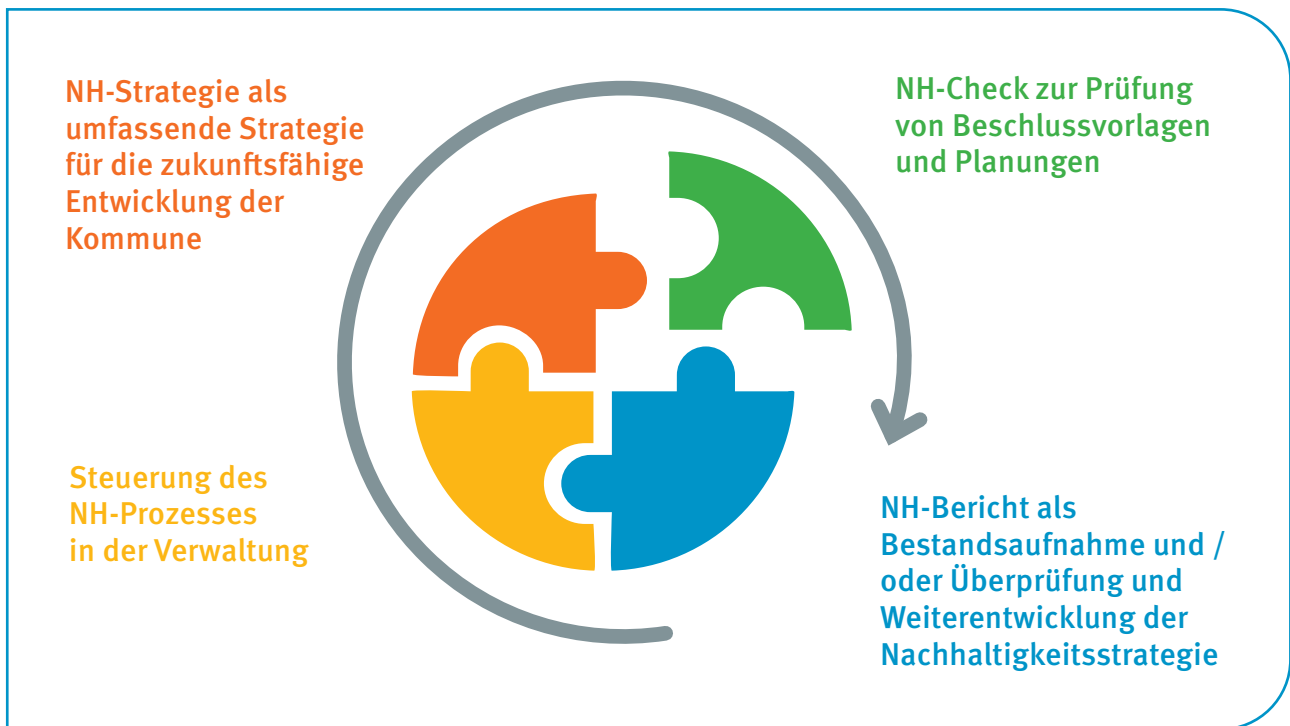 NH-Strategie als
umfassende Strategie
für die zukunftsfähige
Entwicklung der
Kommune
NH-Check zur Prüfung
von Beschlussvorlagen
und Planungen
Steuerung des
NH-Prozesses
in der Verwaltung
NH-Bericht als
Bestandsaufnahme und /
oder Überprüfung und
Weiterentwicklung der
Nachhaltigkeitsstrategie